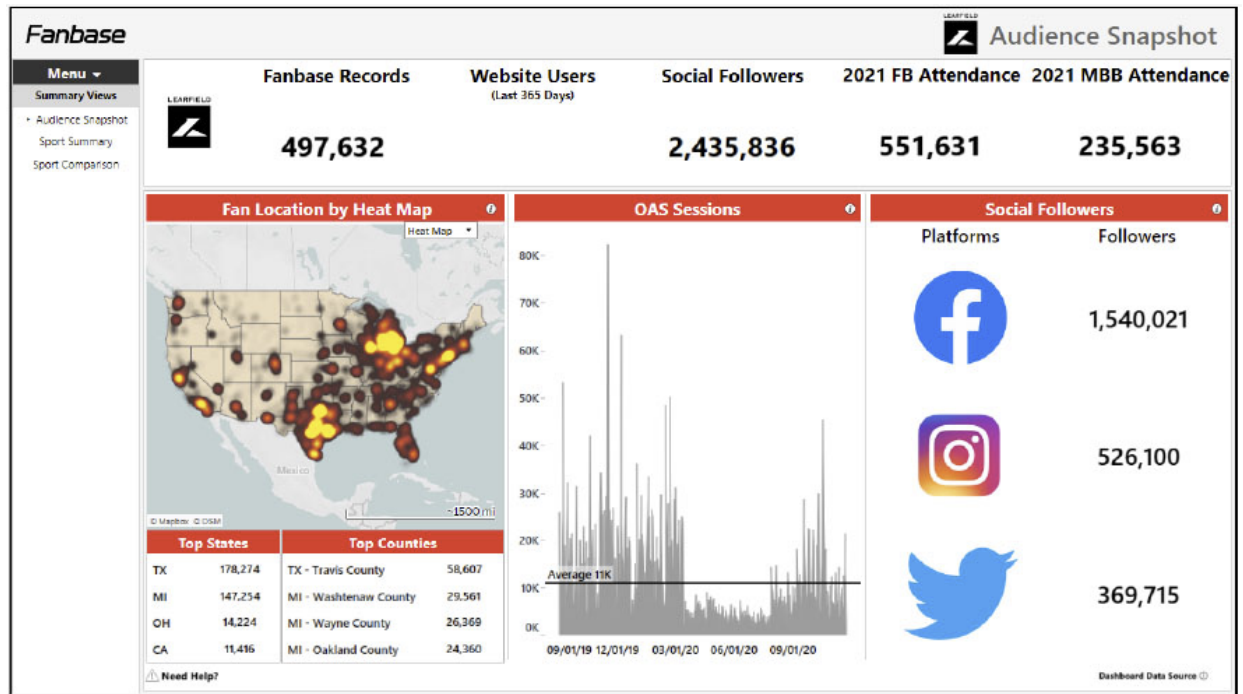 Fanbase
LEARFIELD
Audience Snapshot
Menu
Summary Views
Audience Snapshot
Sport Summary
Sport Comparison
LEARFIELD
Fanbase Records
497,632
Website Users
(Last 365 Days)
Social Followers
2,435,836
2021 FB Attendance
551,631
2021 MBB Attendance
235,563
Fan Location by Heat Map
Heat Map
Mexico
~1500 mi
© Mapbox © OSM
Top States
TX 178,274
MI 147,254
OH 14,224
CA 11,416
Top Counties
TX - Travis County 58,607
MI - Washtenaw County 29,561
MI - Wayne County 26,369
MI - Oakland County 24,360
OAS Sessions
80K
70K
60K
50K
40K
30K
20K
10K
0K
Average 11K
09/01/19 12/01/19 03/01/20 06/01/20 09/01/20
Social Followers
Platforms Followers
1,540,021
526,100
369,715
Need Help?
Dashboard Data Source